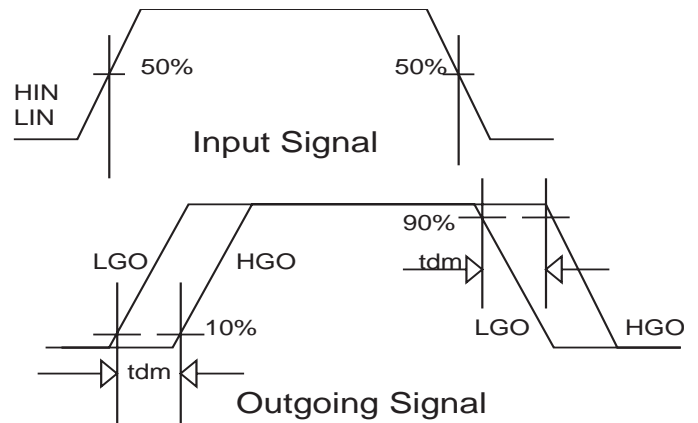 50%
50%
HIN
LIN
Input Signal
90%
LGO
HGO
tdm
10%
LGO
HGO
tdm
Outgoing Signal